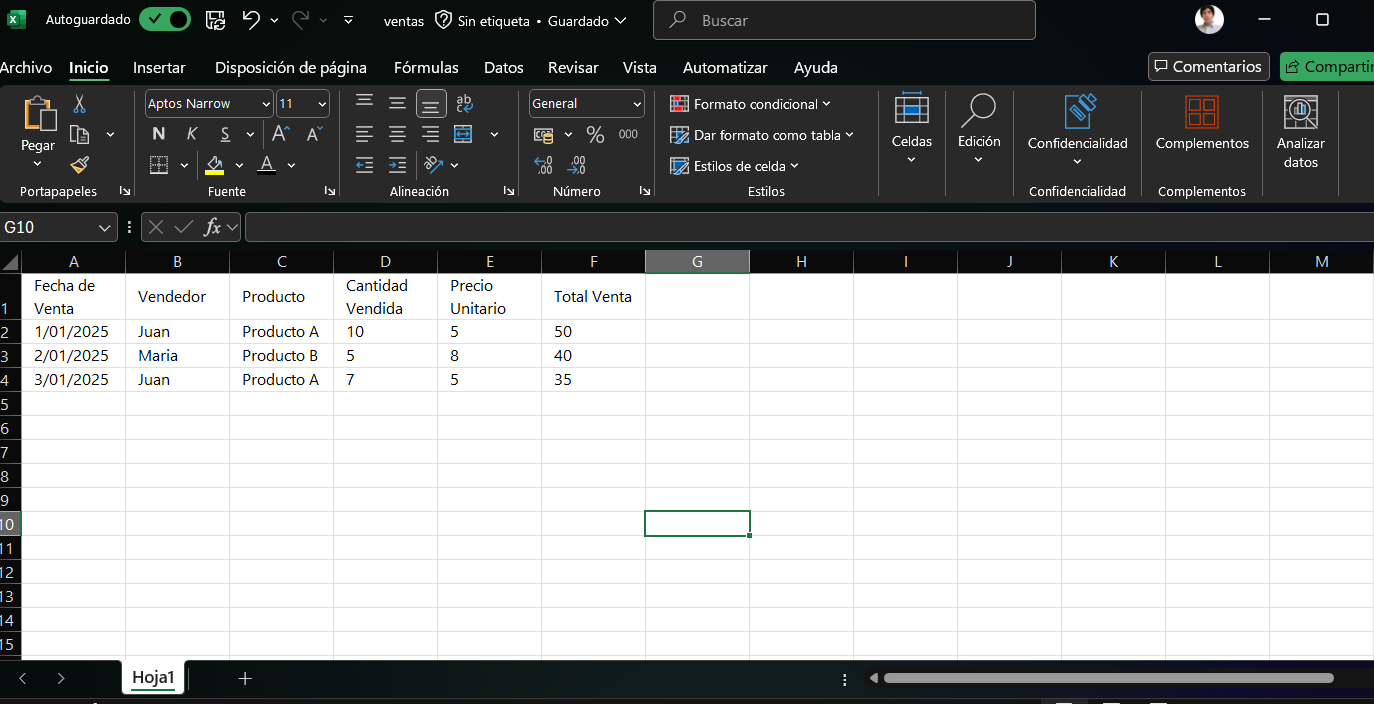 Autoguardado ventas Sin etiqueta • Guardado Buscar
Archivo Inicio Insertar Disposición de página Fórmulas Datos Revisar Vista Automatizar Ayuda Comentarios Compartir
Pegar
Portapapeles
Aptos Narrow 11
N K S A A
A
Fuente
ab
Alineación
General
% 000
Número
Formato condicional
Dar formato como tabla
Estilos de celda
Estilos
Celdas
Edición
Confidencialidad
Confidencialidad
Complementos
Complementos
Analizar
datos
G10 fx
A B C D E F G H I J K L M
1 Fecha de Venta Vendedor Producto Cantidad Vendida Precio Unitario Total Venta
2 1/01/2025 Juan Producto A 10 5 50
3 2/01/2025 Maria Producto B 5 8 40
4 3/01/2025 Juan Producto A 7 5 35
5
6
7
8
9
10
11
12
13
14
15
Hoja1